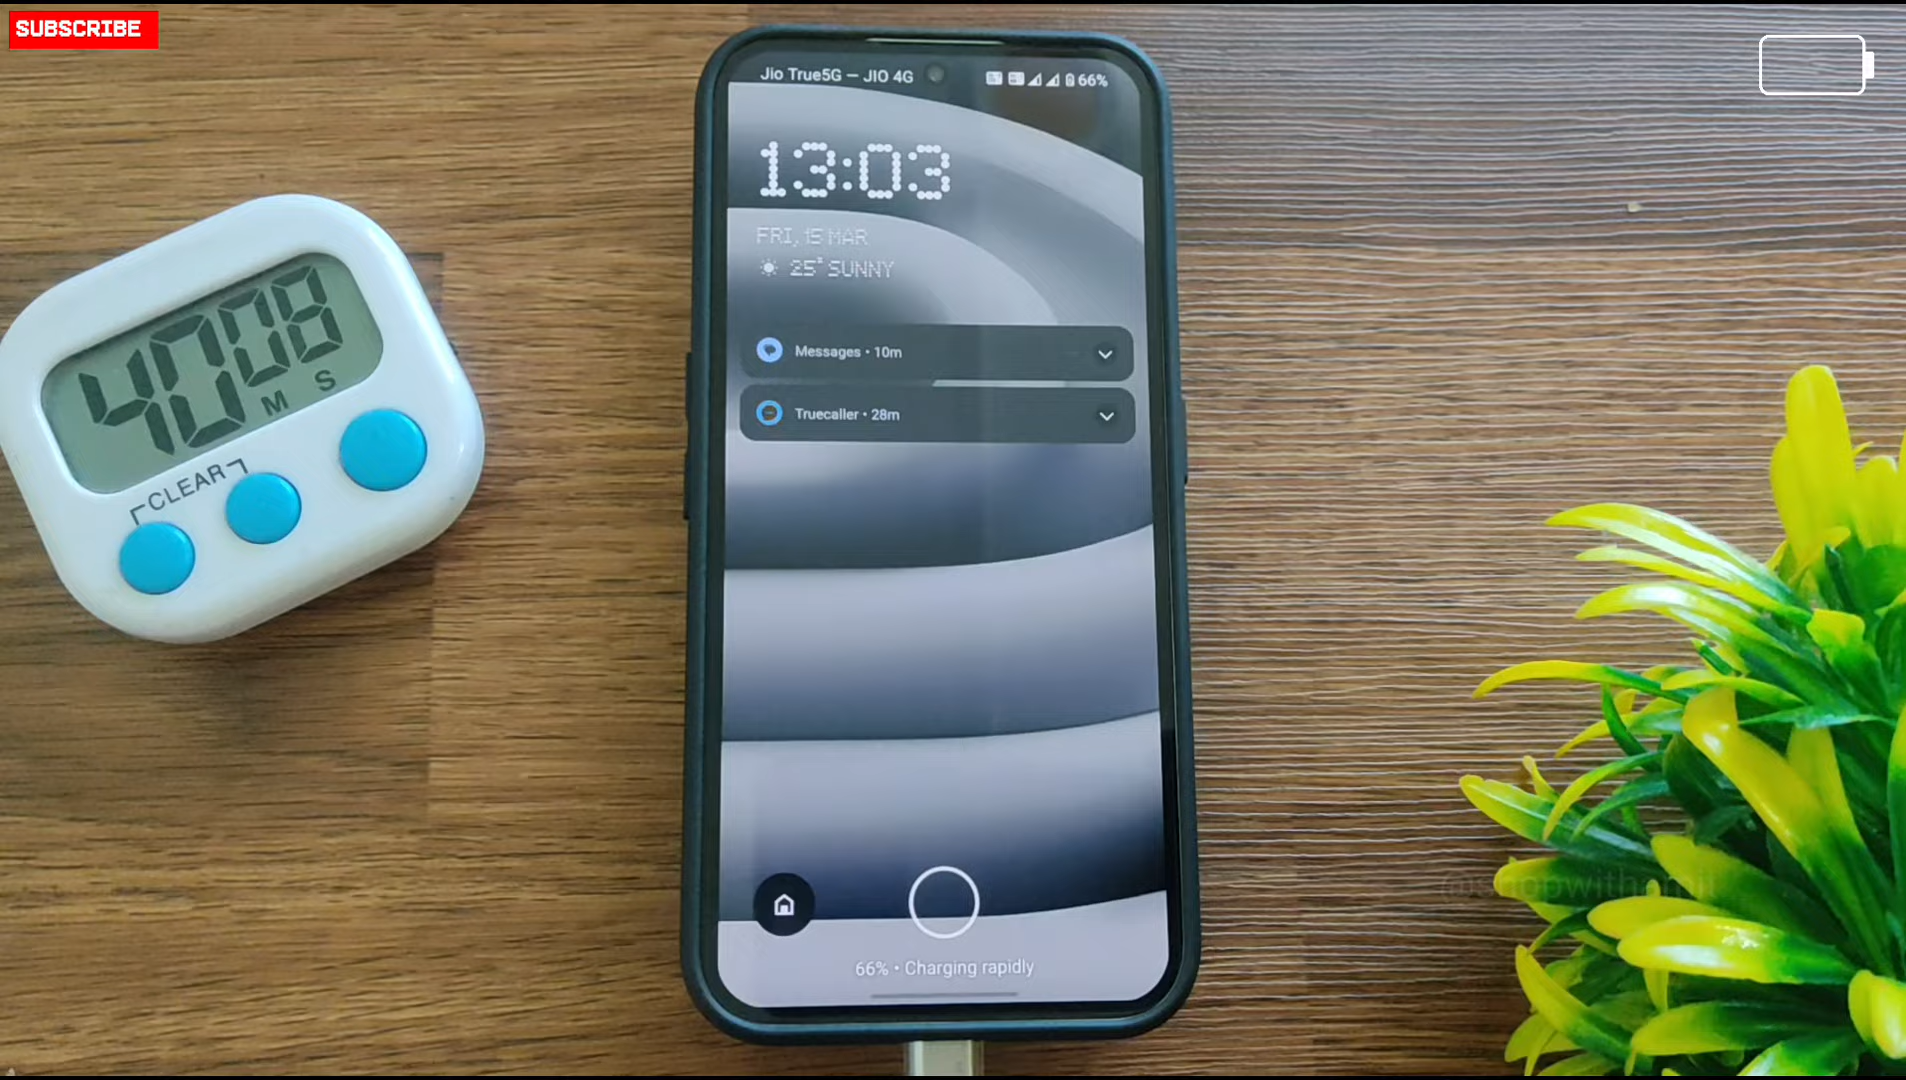 SUBSCRIBE
Jio True5G — JIO 4G
66%
13:03
FRI, 15 MAR
25° SUNNY
Messages • 10m
Truecaller • 28m
40 08
M S
CLEAR
66% • Charging rapidly